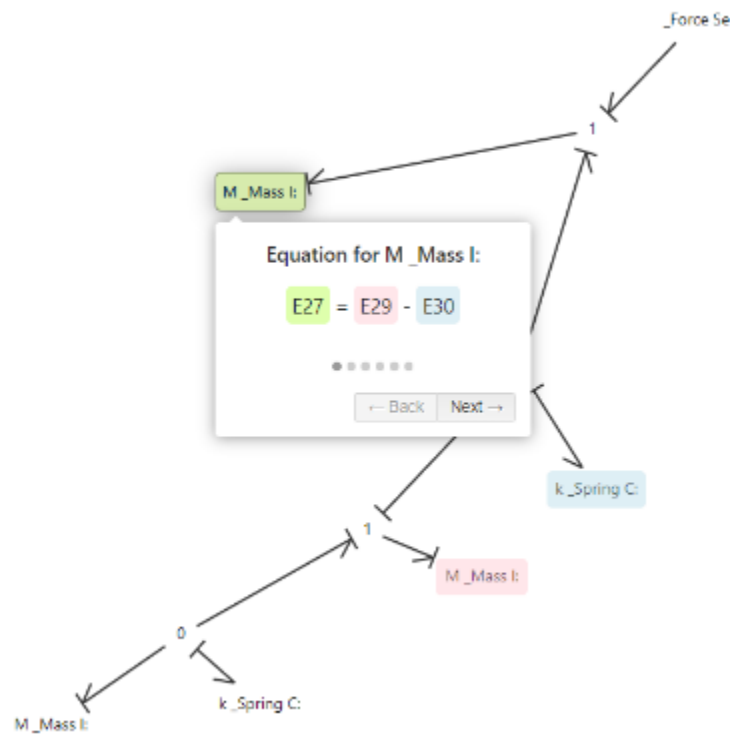 _Force Se
1
M _Mass I:
Equation for M _Mass I:
E27 = E29 - E30
← Back Next →
k _Spring C:
1
M _Mass I:
0
k _Spring C:
M _Mass I: